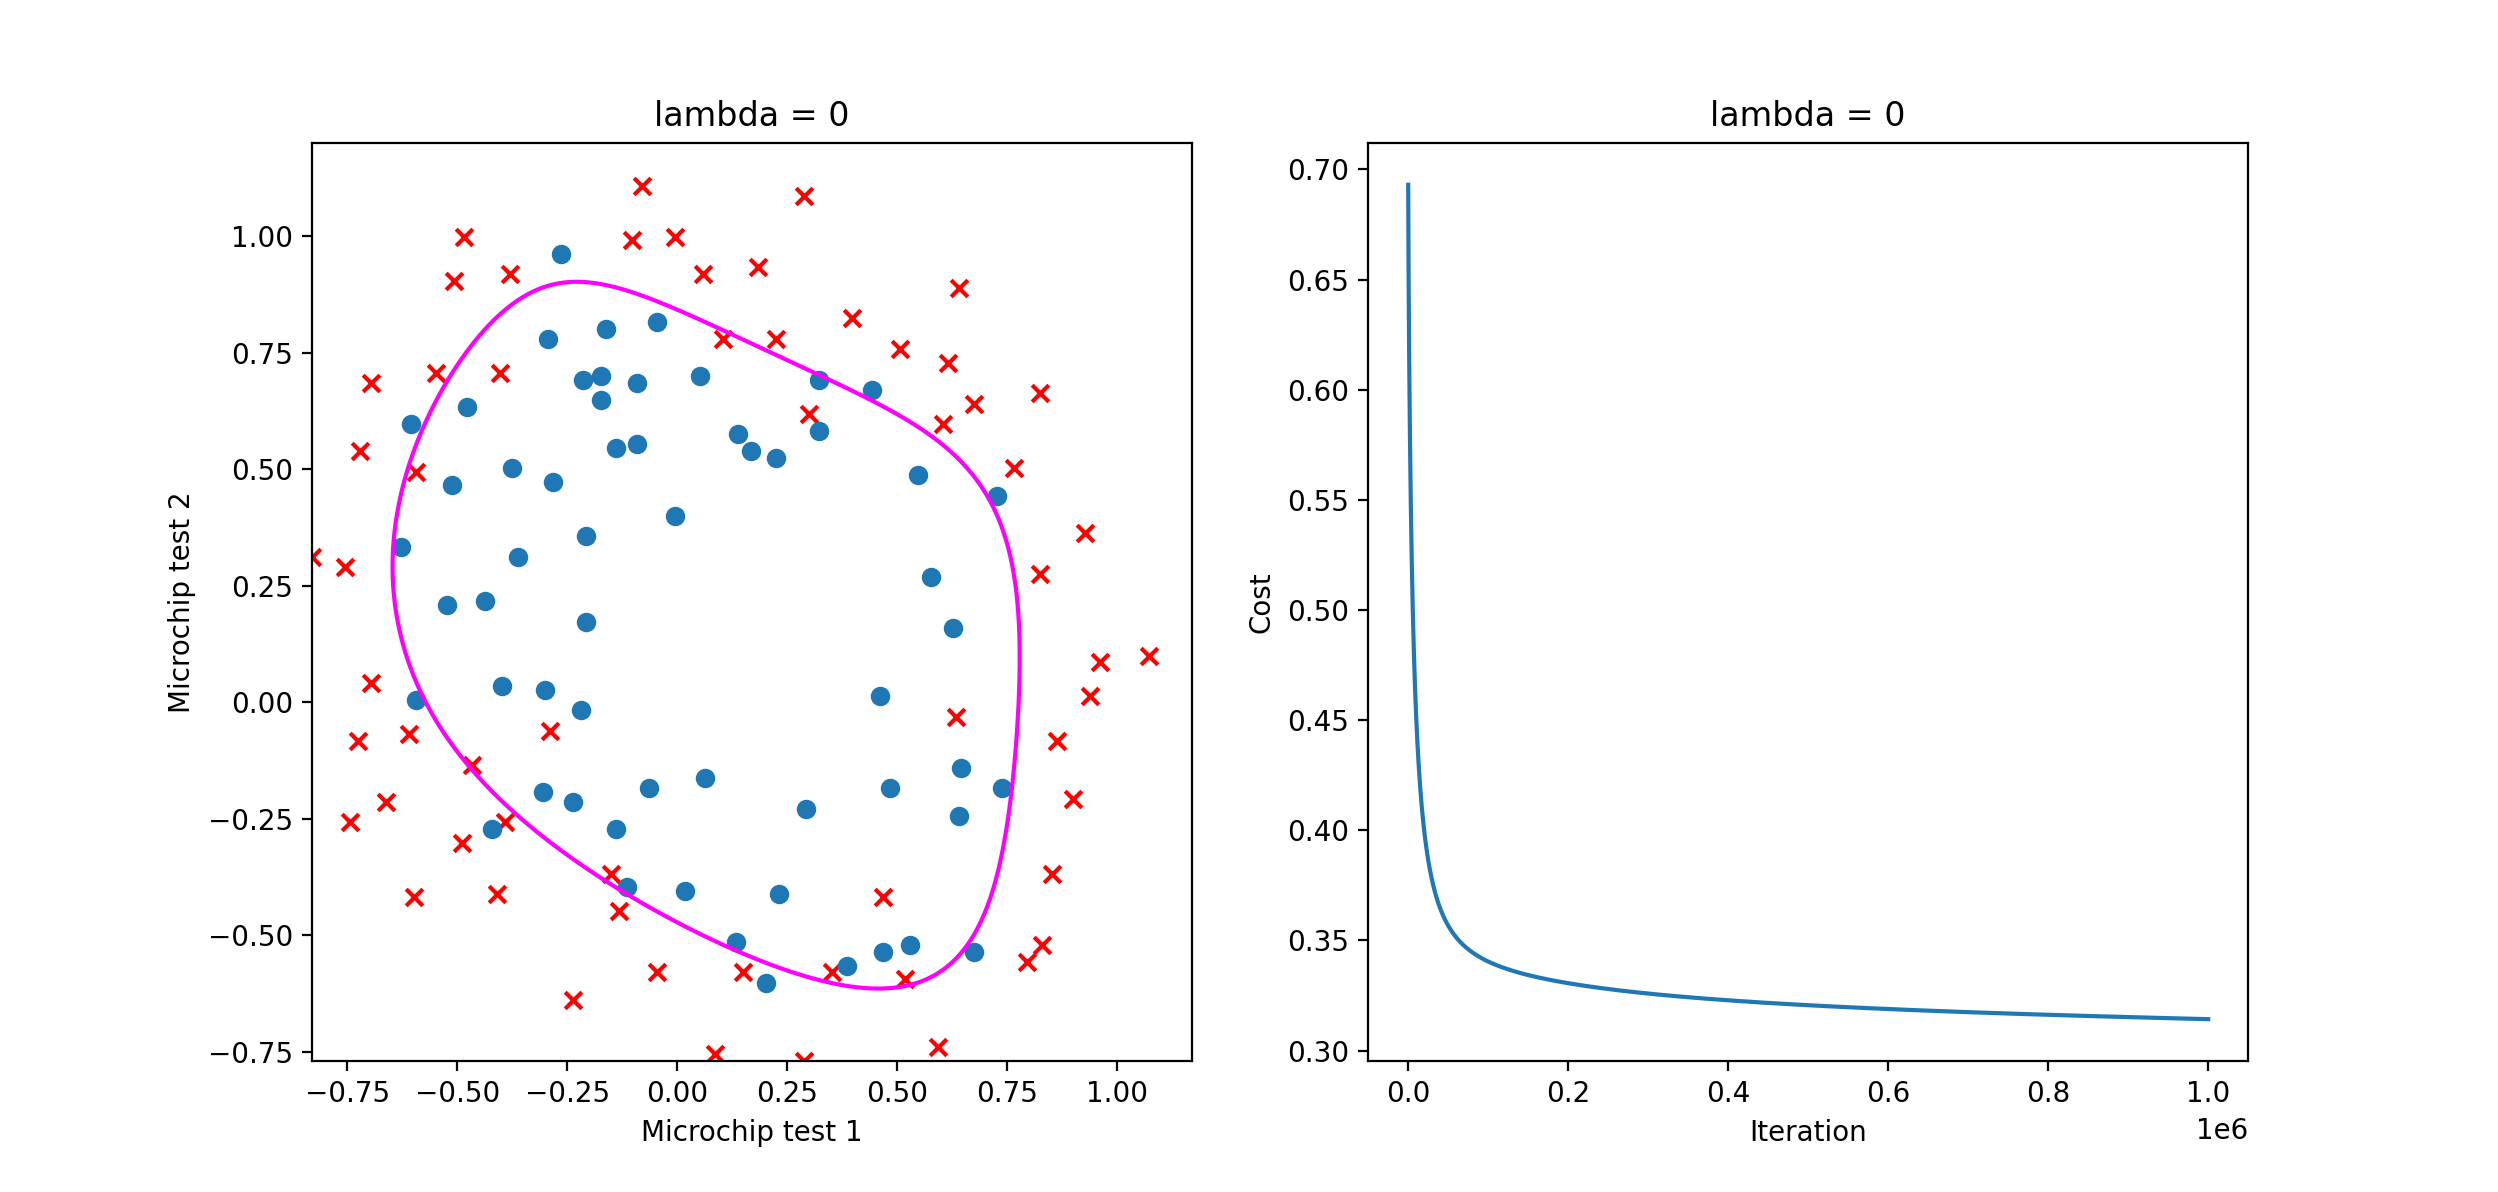 lambda = 0
1.00
0.75
0.50
0.25
0.00
−0.25
−0.50
−0.75
Microchip test 2
−0.75 −0.50 −0.25 0.00 0.25 0.50 0.75 1.00
Microchip test 1
lambda = 0
0.70
0.65
0.60
0.55
0.50
0.45
0.40
0.35
0.30
Cost
0.0 0.2 0.4 0.6 0.8 1.0
1e6
Iteration